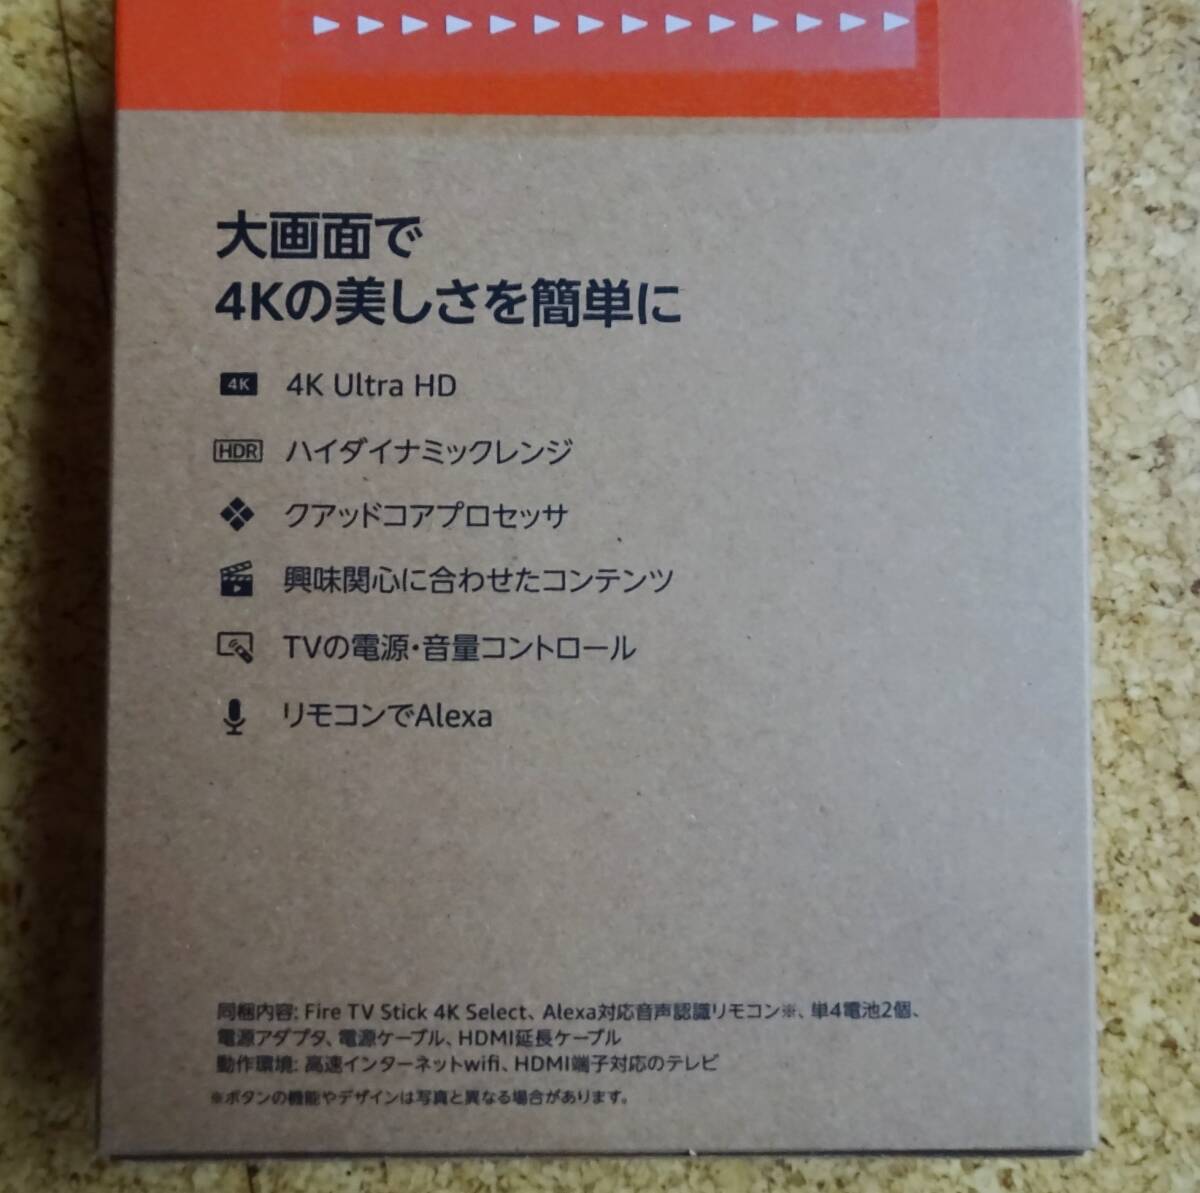 大画面で
4Kの美しさを簡単に
4K 4K Ultra HD
HDR ハイダイナミックレンジ
クアッドコアプロセッサ
興味関心に合わせたコンテンツ
TVの電源・音量コントロール
リモコンでAlexa
同梱内容: Fire TV Stick 4K Select、Alexa対応音声認識リモコン※、単4電池2個、
電源アダプタ、電源ケーブル、HDMI延長ケーブル
動作環境: 高速インターネットwifi、HDMI端子対応のテレビ
※ボタンの機能やデザインは写真と異なる場合があります。